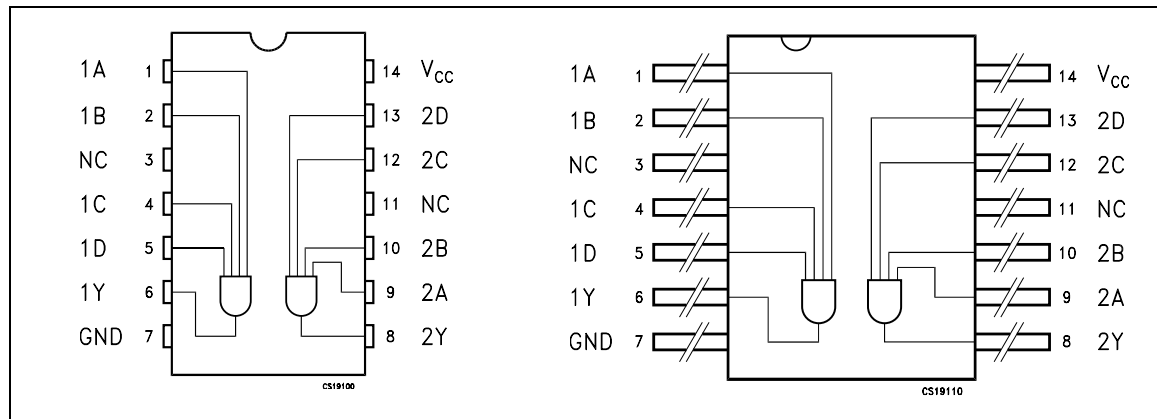 1A 1 14 VCC
1B 2 13 2D
NC 3 12 2C
1C 4 11 NC
1D 5 10 2B
1Y 6 9 2A
GND 7 8 2Y
CS19100
1A 1 14 VCC
1B 2 13 2D
NC 3 12 2C
1C 4 11 NC
1D 5 10 2B
1Y 6 9 2A
GND 7 8 2Y
CS19110